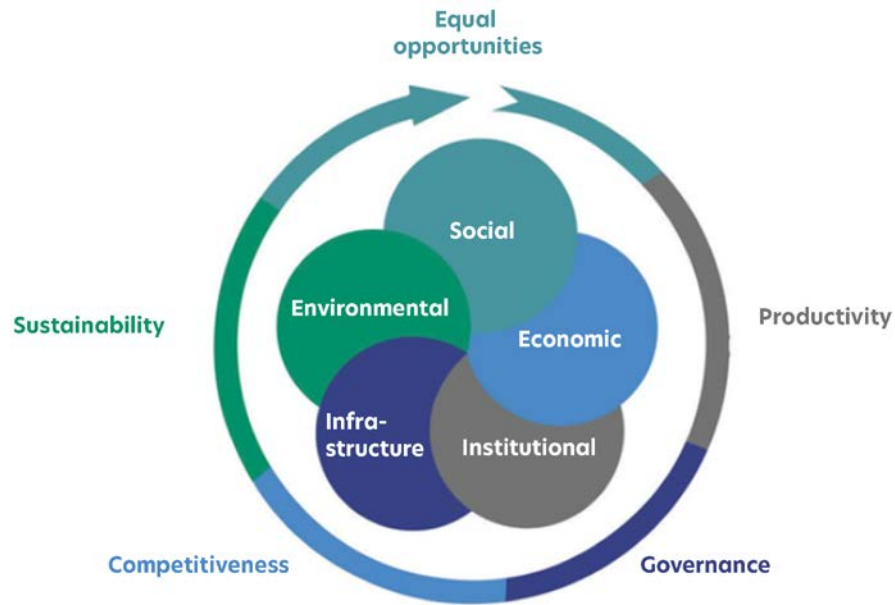 Equal
opportunities
Social
Environmental
Economic
Sustainability
Productivity
Infra-
structure
Institutional
Competitiveness
Governance